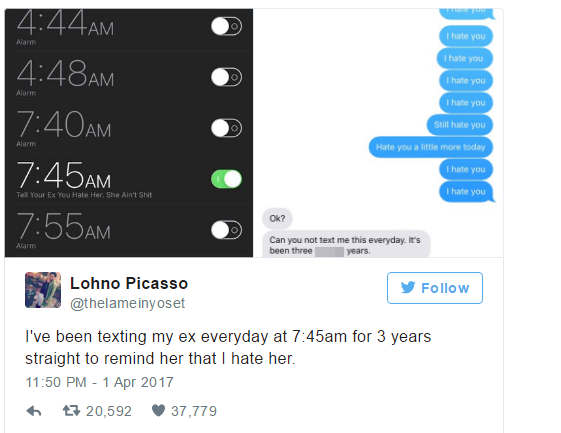 4:44AM
Alarm
4:48AM
Alarm
7:40AM
Alarm
7:45AM
Tell Your Ex You Hate Her, She Ain't Shit
7:55AM
Alarm
I hate you
I hate you
I hate you
I hate you
I hate you
Still hate you
Hate you a little more today
I hate you
I hate you
Ok?
Can you not text me this everyday. It's
been three years.
Lohno Picasso
@thelameinyoset
Follow
I've been texting my ex everyday at 7:45am for 3 years
straight to remind her that I hate her.
11:50 PM - 1 Apr 2017
20,592 37,779